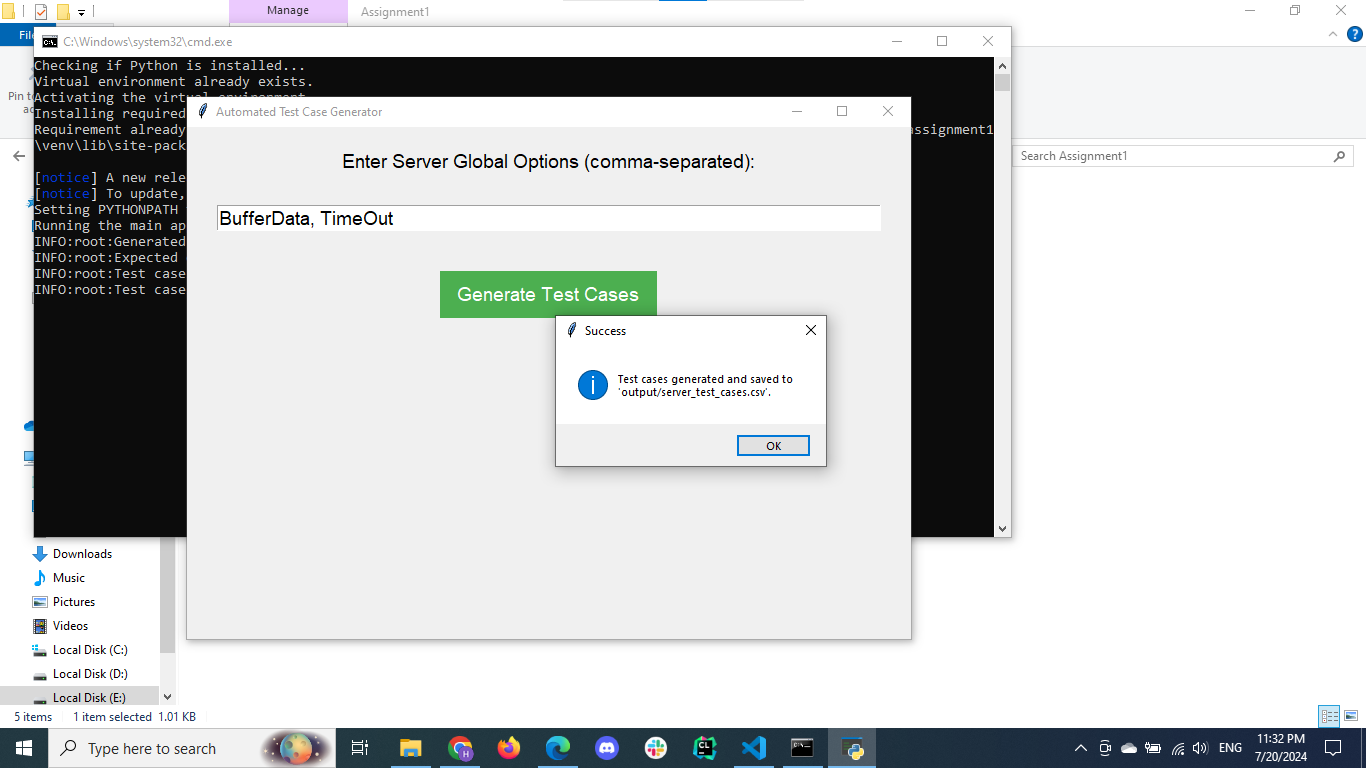 Manage
Assignment1
File
C:\Windows\system32\cmd.exe
Checking if Python is installed...
Virtual environment already exists.
Activating the virtual environment
Installing required
Requirement already
assignment1
\venv\lib\site-pack
[notice] A new rele
[notice] To update,
Setting PYTHONPATH
Running the main ap
INFO:root:Generated
INFO:root:Expected
INFO:root:Test case
INFO:root:Test case
Automated Test Case Generator
Enter Server Global Options (comma-separated):
BufferData, TimeOut
Generate Test Cases
Success
Test cases generated and saved to
'output/server_test_cases.csv'.
OK
Search Assignment1
Downloads
Music
Pictures
Videos
Local Disk (C:)
Local Disk (D:)
Local Disk (E:)
5 items
1 item selected 1.01 KB
Type here to search
ENG
11:32 PM
7/20/2024